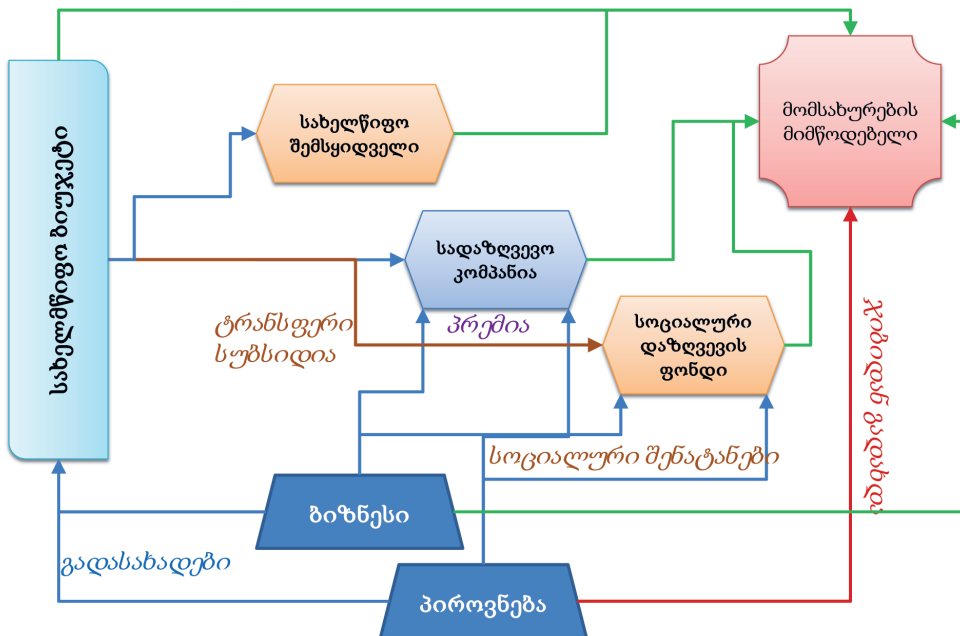 სახელმწიფო ბიუჯეტი
სახელწიფო
შემსყიდველი
მომსახურების
მიმწოდებელი
სადაზღვევო
კომპანია
ტრანსფერი
სუბსიდია
პრემია
სოციალური
დაზღვევის
ფონდი
ჯიბიდან გადახდა
სოციალური შენატანები
ბიზნესი
გადასახადები
პიროვნება